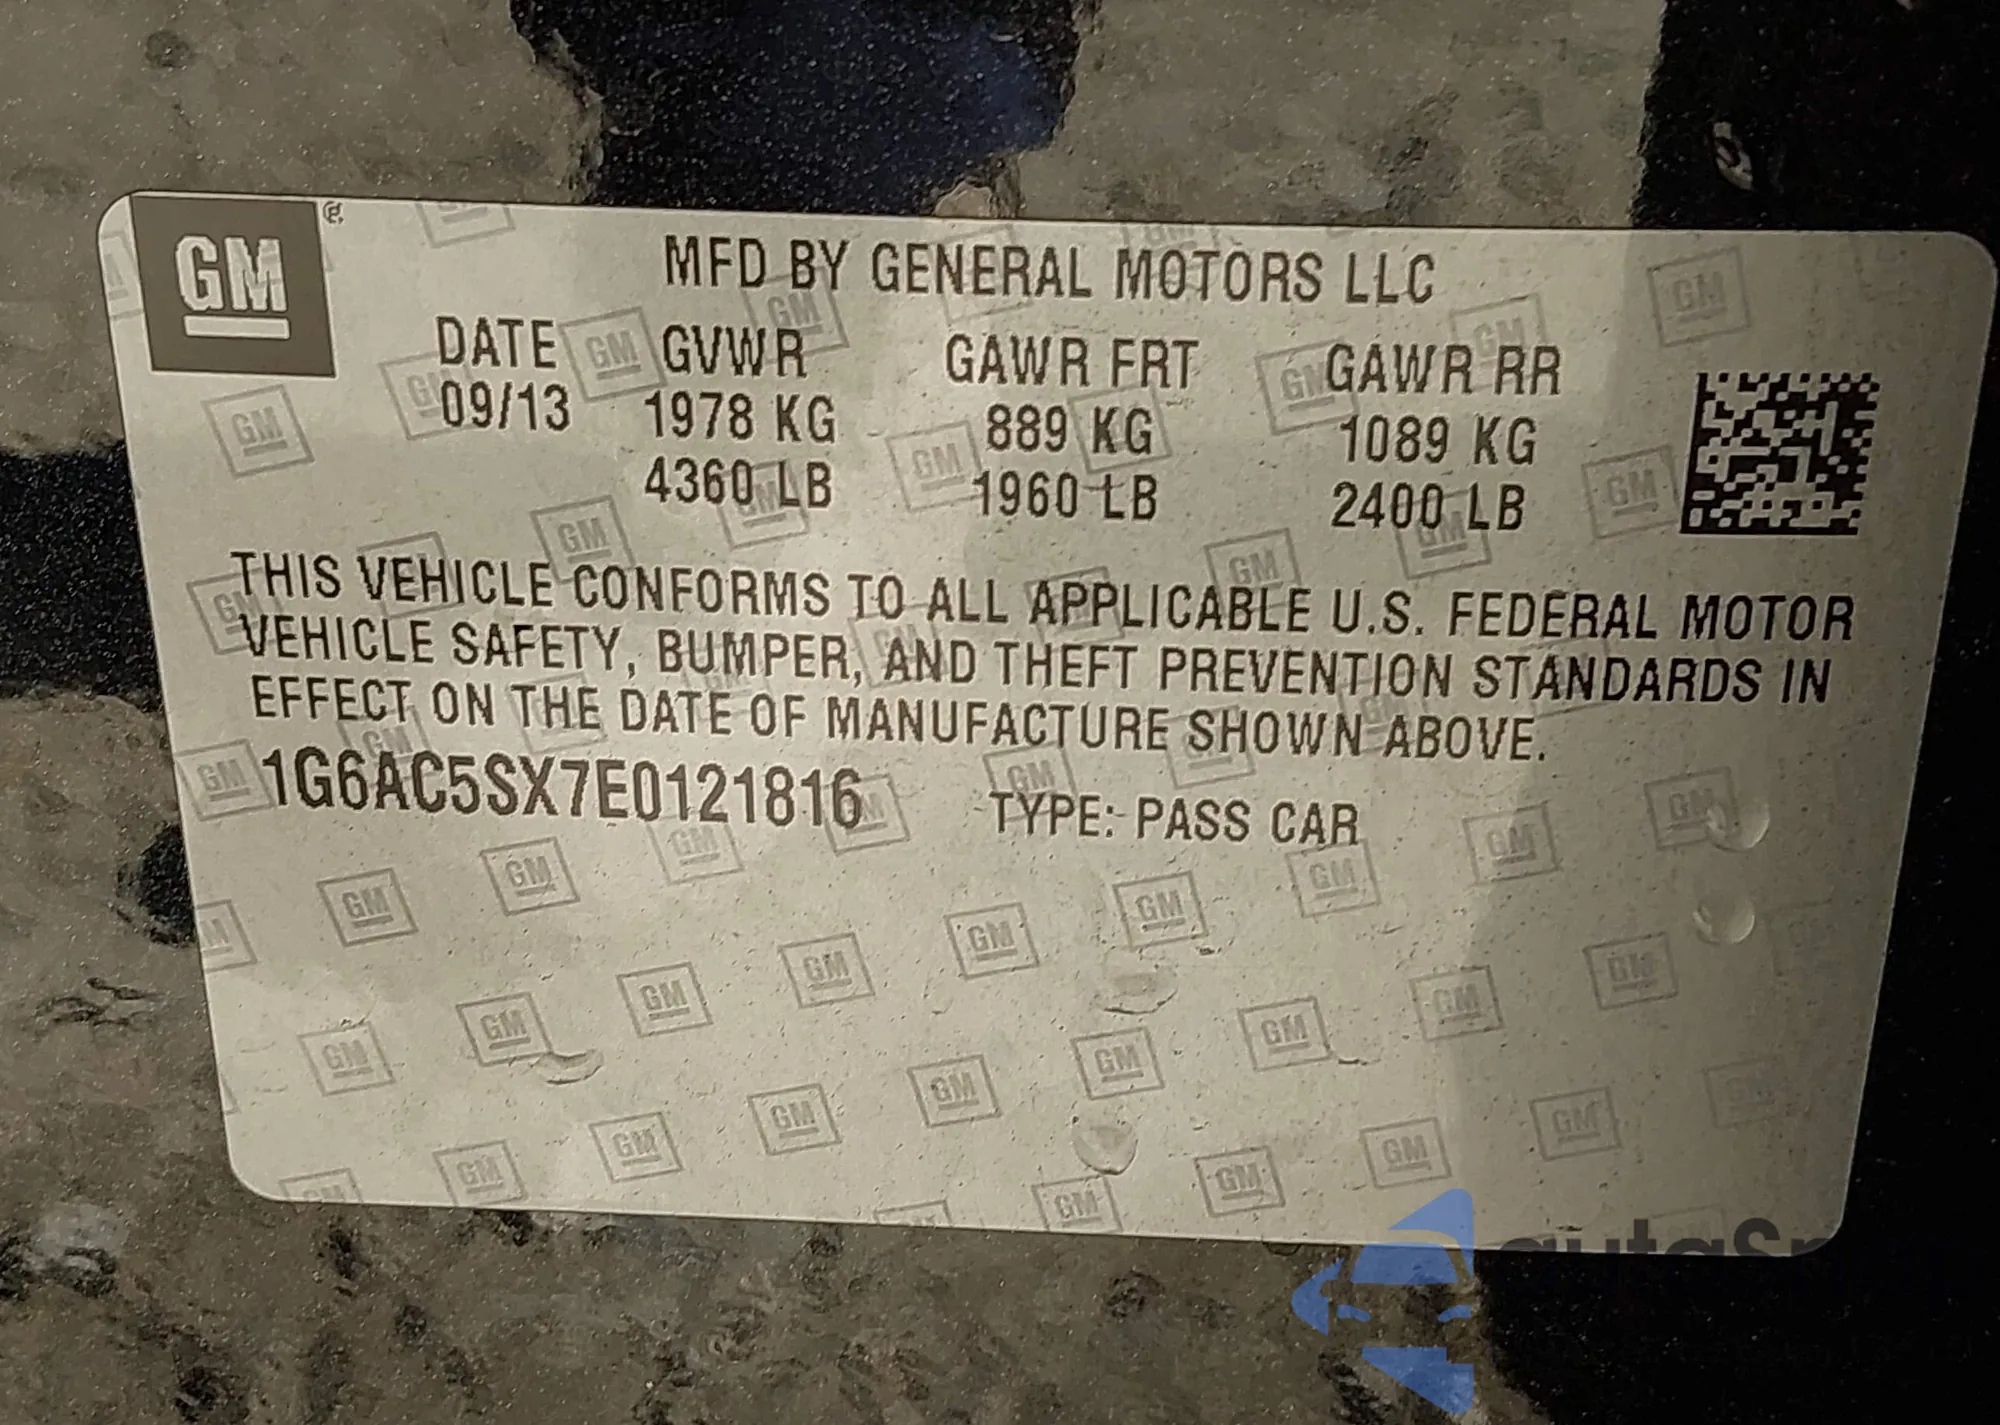 GM
MFD BY GENERAL MOTORS LLC
DATE GVWR GAWR FRT GAWR RR
09/13 1978 KG 889 KG 1089 KG
4360 LB 1960 LB 2400 LB
THIS VEHICLE CONFORMS TO ALL APPLICABLE U.S. FEDERAL MOTOR
VEHICLE SAFETY, BUMPER, AND THEFT PREVENTION STANDARDS IN
EFFECT ON THE DATE OF MANUFACTURE SHOWN ABOVE.
1G6AC5SX7E0121816 TYPE: PASS CAR